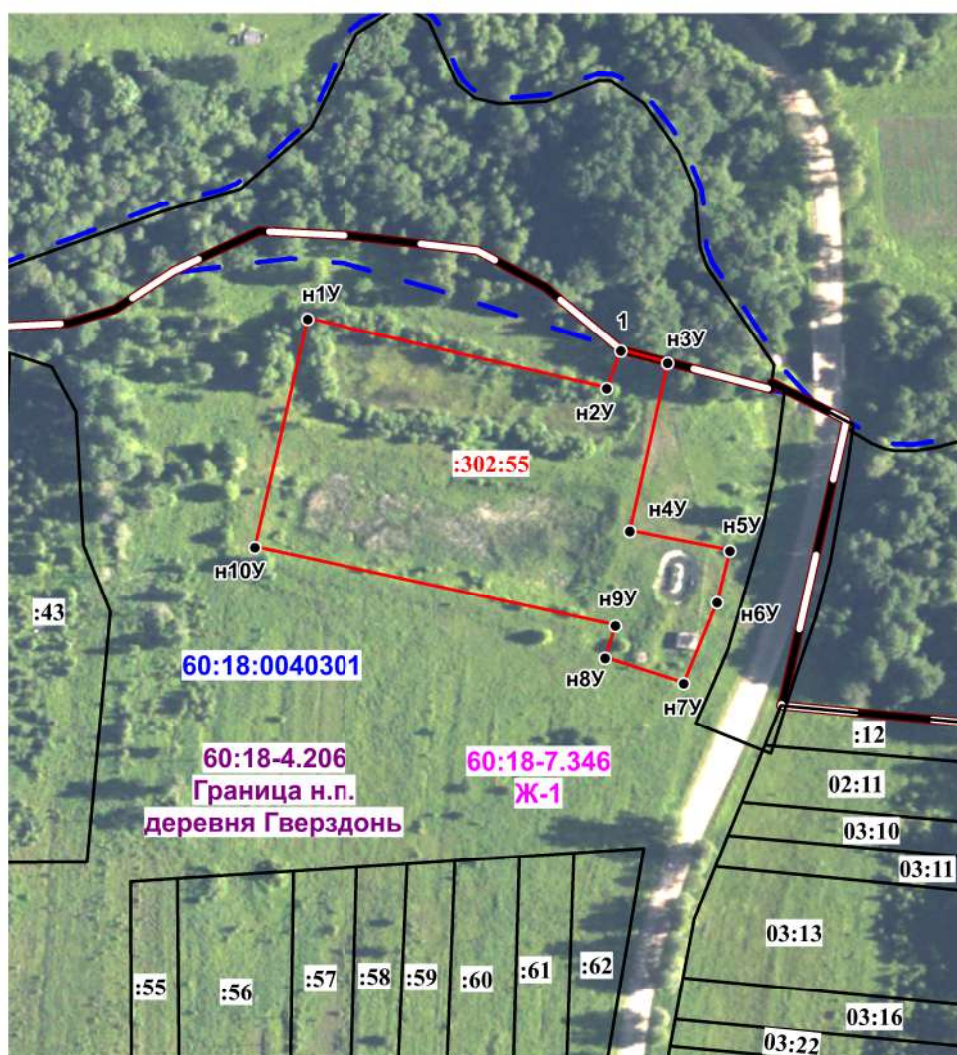 н1У
1
н3У
н2У
:302:55
н4У
н5У
н10У
н6У
н9У
:43
60:18:0040301
н8У
н7У
:12
60:18-4.206
Граница н.п.
деревня Гверздонь
60:18-7.346
Ж-1
02:11
03:10
03:11
03:13
:55
:56
:57
:58
:59
:60
:61
:62
03:16
03:22